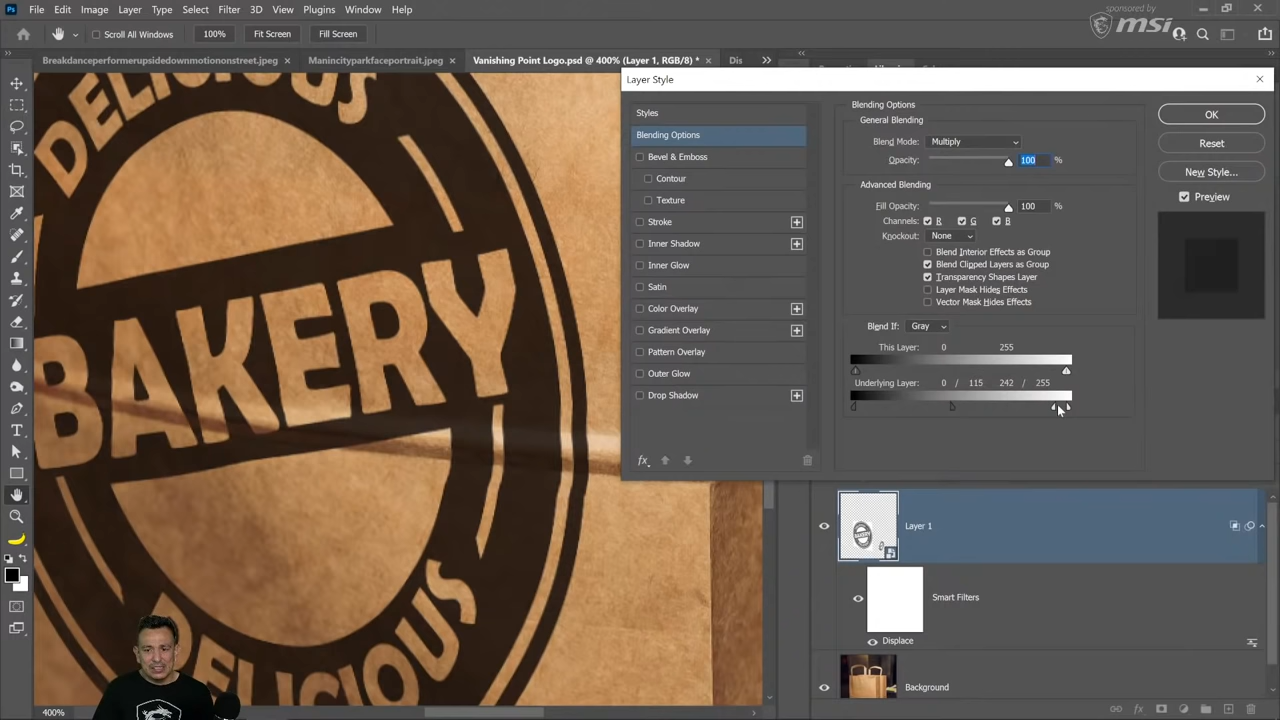 Ps File Edit Image Layer Type Select Filter 3D View Plugins Window Help
sponsored by
msi
Scroll All Windows 100% Fit Screen Fill Screen
Breakdanceperformerupsidedownmotiononstreet.jpeg × Manincityparkfaceportrait.jpeg × Vanishing Point Logo.psd @ 400% (Layer 1, RGB/8) * × Dis
Layer Style
Styles
Blending Options
Bevel & Emboss
Contour
Texture
Stroke
Inner Shadow
Inner Glow
Satin
Color Overlay
Gradient Overlay
Pattern Overlay
Outer Glow
Drop Shadow
fx
Blending Options
General Blending
Blend Mode: Multiply
Opacity: 100 %
Advanced Blending
Fill Opacity: 100 %
Channels: R G B
Knockout: None
Blend Interior Effects as Group
Blend Clipped Layers as Group
Transparency Shapes Layer
Layer Mask Hides Effects
Vector Mask Hides Effects
Blend If: Gray
This Layer: 0 255
Underlying Layer: 0 / 115 242 / 255
OK
Reset
New Style...
Preview
DELICIOUS
BAKERY
DELICIOUS
Layer 1
Smart Filters
Displace
Background
fx
400%